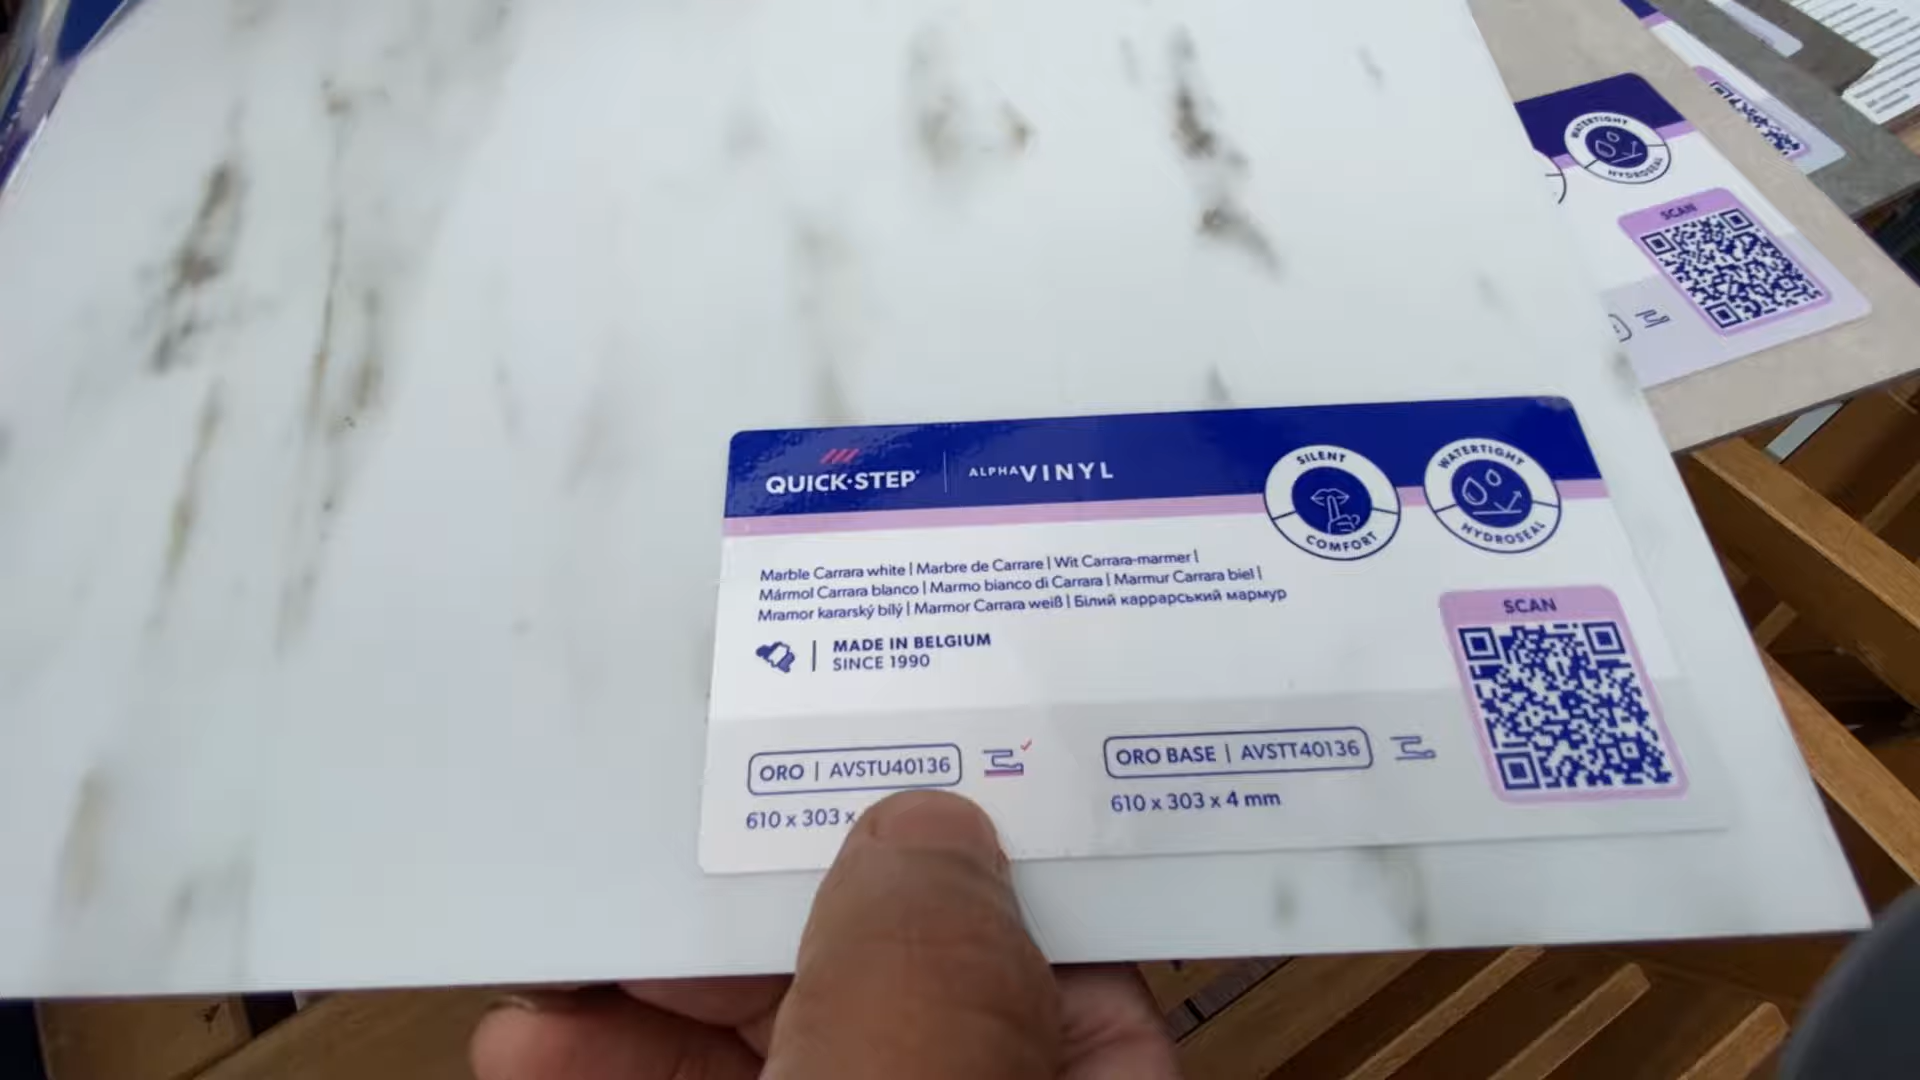 QUICK·STEP
ALPHAVINYL
SILENT
COMFORT
WATERTIGHT
HYDROSEAL
Marble Carrara white | Marbre de Carrare | Wit Carrara-marmer |
Mármol Carrara blanco | Marmo bianco di Carrara | Marmur Carrara biel |
Mramor kararský bílý | Marmor Carrara weiß | Білий каррарський мармур
MADE IN BELGIUM
SINCE 1990
SCAN
ORO | AVSTU40136
610 x 303 x
ORO BASE | AVSTT40136
610 x 303 x 4 mm
WATERTIGHT
HYDROSEAL
SCAN